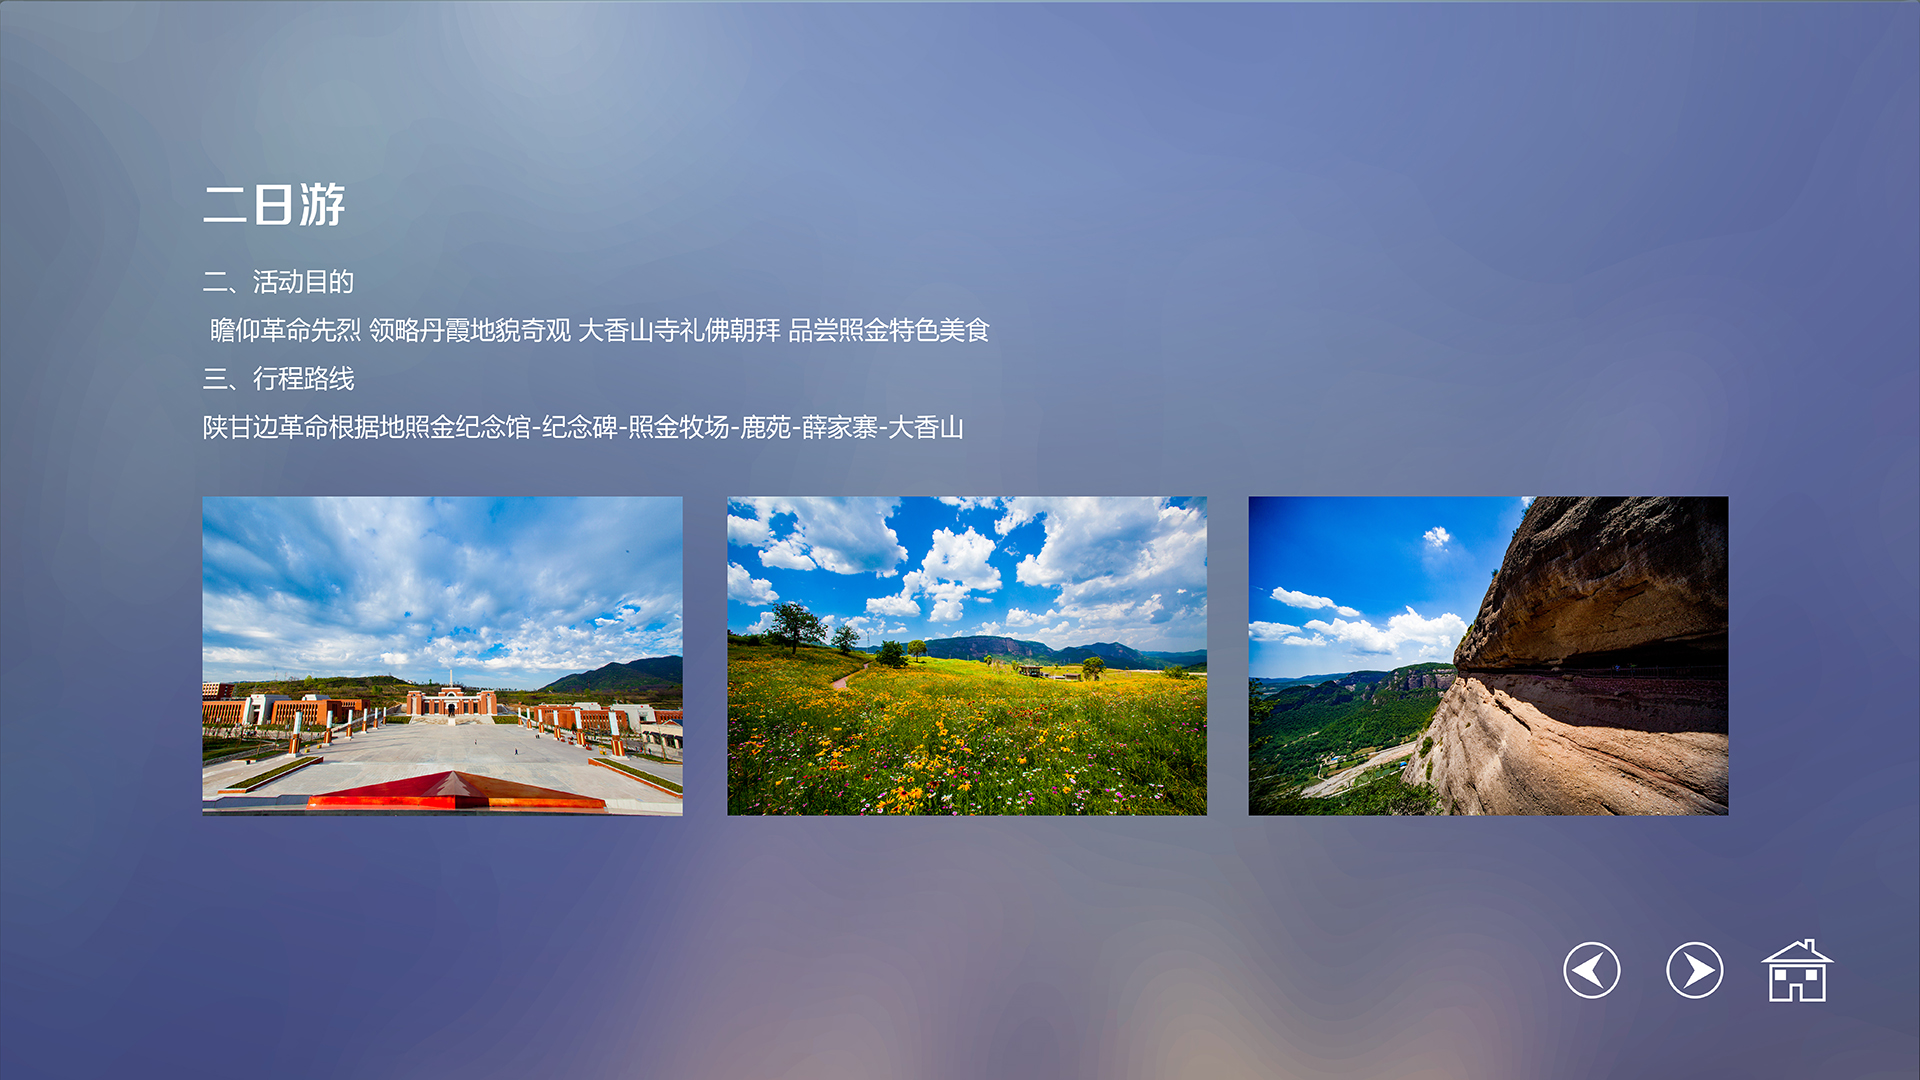 二日游
二、活动目的
瞻仰革命先烈 领略丹霞地貌奇观 大香山寺礼佛朝拜 品尝照金特色美食
三、行程路线
陕甘边革命根据地照金纪念馆-纪念碑-照金牧场-鹿苑-薛家寨-大香山